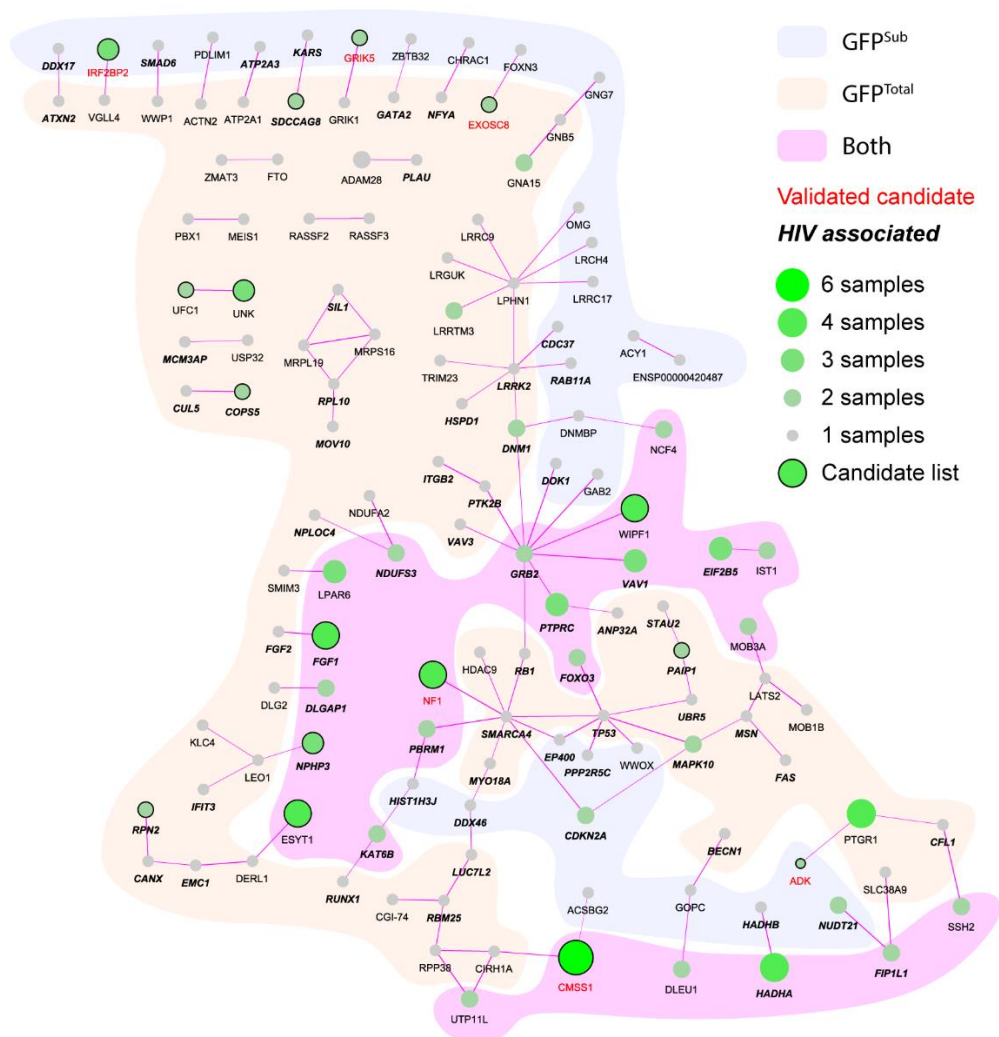 GFP^Sub
GFP^Total
Both
Validated candidate
HIV associated
6 samples
4 samples
3 samples
2 samples
1 samples
Candidate list
DDX17
IRF2BP2
SMAD6
PDLIM1
ATP2A3
KARS
GRIK5
ZBTB32
CHRAC1
FOXN3
ATXN2
VGLL4
WWP1
ACTN2
ATP2A1
SDCCAG8
GRIK1
GATA2
NFYA
EXOSC8
GNG7
GNB5
GNA15
ZMAT3
FTO
ADAM28
PLAU
PBX1
MEIS1
RASSF2
RASSF3
LRRC9
OMG
LRGUK
LRCH4
LPHN1
LRRC17
UFC1
UNK
SIL1
LRRTM3
MCM3AP
USP32
MRPL19
MRPS16
CDC37
ACY1
TRIM23
LRRK2
RAB11A
ENSP00000420487
CUL5
COPS5
RPL10
HSPD1
MOV10
DNM1
DNMBP
NCF4
ITGB2
PTK2B
DOK1
GAB2
NDUFA2
NPLOC4
VAV3
WIPF1
NDUFS3
GRB2
VAV1
EIF2B5
IST1
SMIM3
LPAR6
PTPRC
ANP32A
STAU2
MOB3A
FGF2
FGF1
HDAC9
RB1
FOXO3
PAIP1
NF1
LATS2
DLG2
DLGAP1
UBR5
MOB1B
SMARCA4
TP53
MSN
KLC4
PBRM1
EP400
PPP2R5C
WWOX
MAPK10
FAS
LEO1
NPHP3
MYO18A
IFIT3
HIST1H3J
DDX46
CDKN2A
RPN2
ESYT1
KAT6B
BECN1
PTGR1
CFL1
CANX
EMC1
DERL1
LUC7L2
ADK
SLC38A9
RUNX1
CGI-74
RBM25
ACSBG2
GOPC
HADHB
NUDT21
SSH2
RPP38
CIRH1A
CMSS1
DLEU1
HADHA
FIP1L1
UTP11L